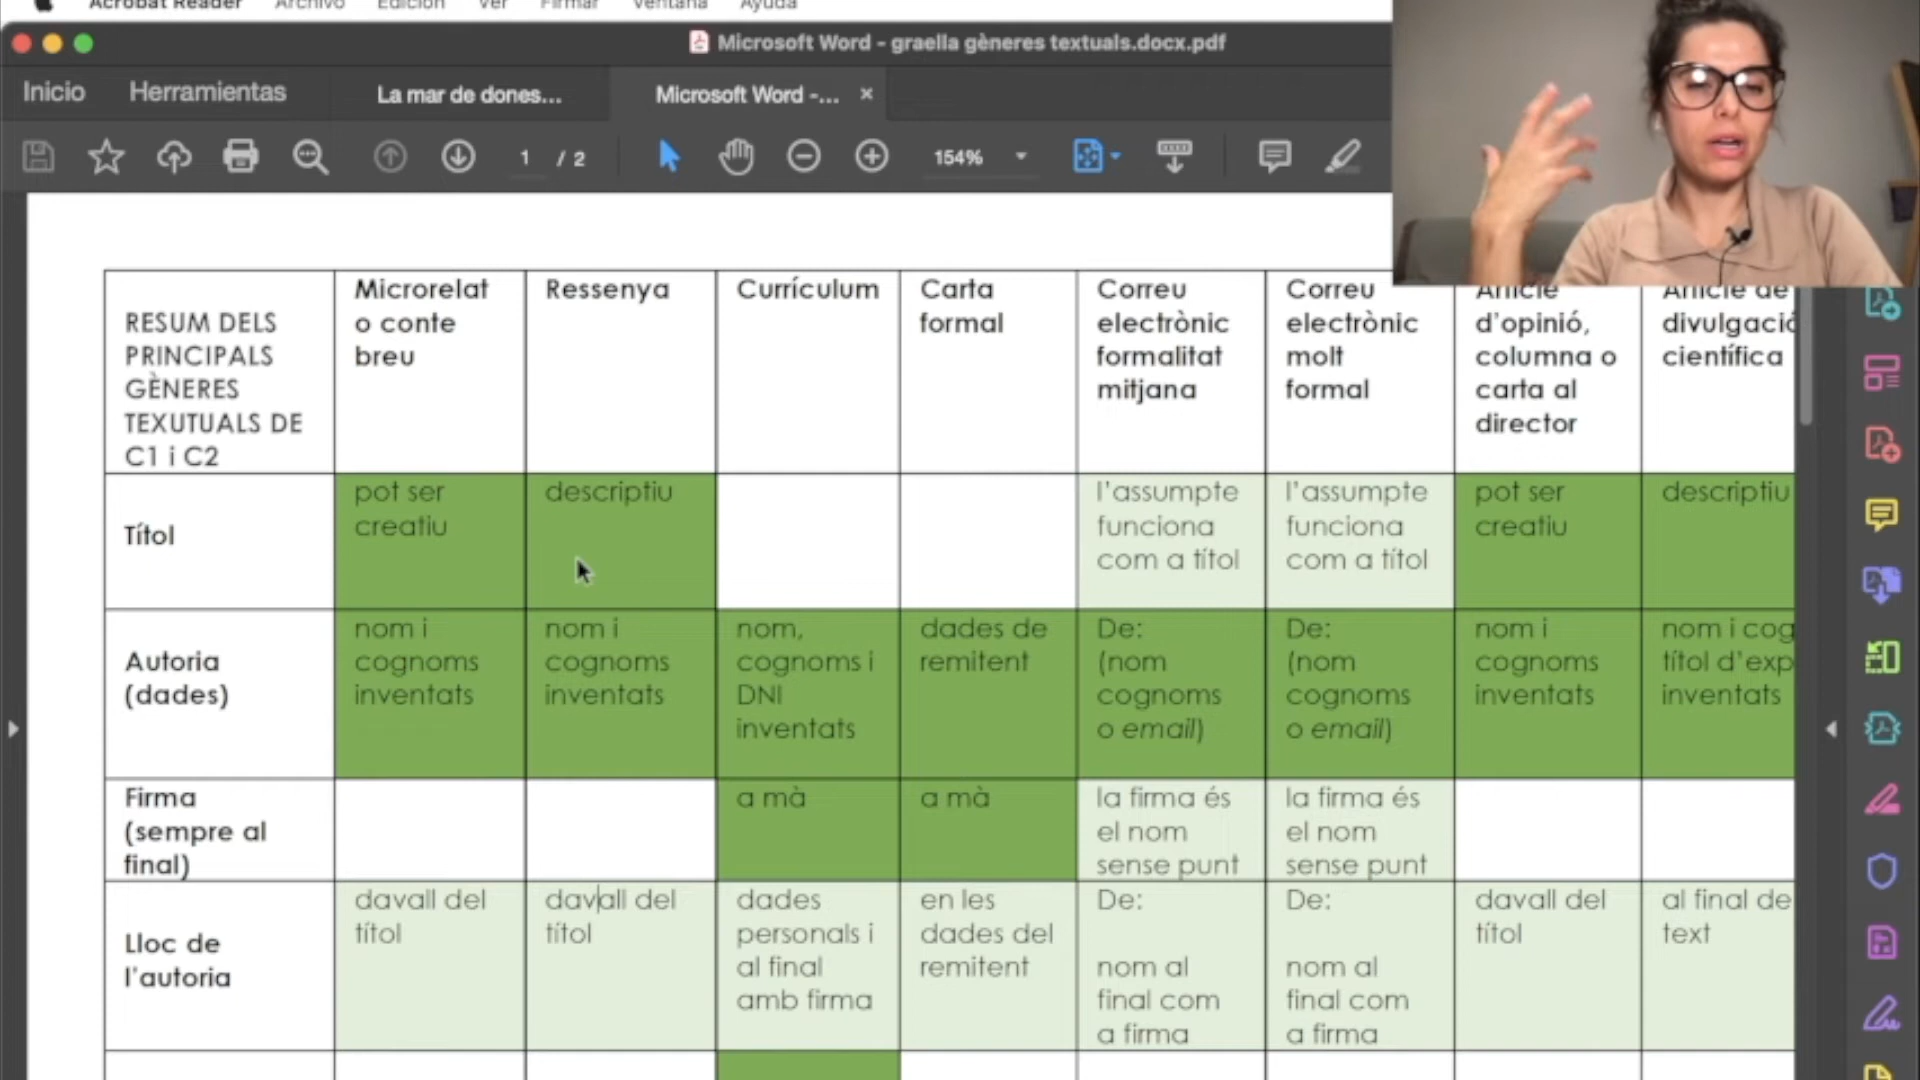 Acrobat Reader Archivo Edición Ver Firmar Ventana Ayuda
Microsoft Word - graella gèneres textuals.docx.pdf
Inicio Herramientas La mar de dones... Microsoft Word -... ×
1 / 2 154%
RESUM DELS
PRINCIPALS
GÈNERES
TEXUTUALS DE
C1 i C2
Microrelat
o conte
breu
Ressenya
Currículum
Carta
formal
Correu
electrònic
formalitat
mitjana
Correu
electrònic
molt
formal
Article
d'opinió,
columna o
carta al
director
Article de
divulgació
científica
Títol
pot ser
creatiu
descriptiu
l'assumpte
funciona
com a títol
l'assumpte
funciona
com a títol
pot ser
creatiu
descriptiu
Autoria
(dades)
nom i
cognoms
inventats
nom i
cognoms
inventats
nom,
cognoms i
DNI
inventats
dades de
remitent
De:
(nom
cognoms
o email)
De:
(nom
cognoms
o email)
nom i
cognoms
inventats
nom i cog
títol d'exp
inventats
Firma
(sempre al
final)
a mà
a mà
la firma és
el nom
sense punt
la firma és
el nom
sense punt
Lloc de
l'autoria
davall del
títol
davall del
títol
dades
personals i
al final
amb firma
en les
dades del
remitent
De:
nom al
final com
a firma
De:
nom al
final com
a firma
davall del
títol
al final de
text